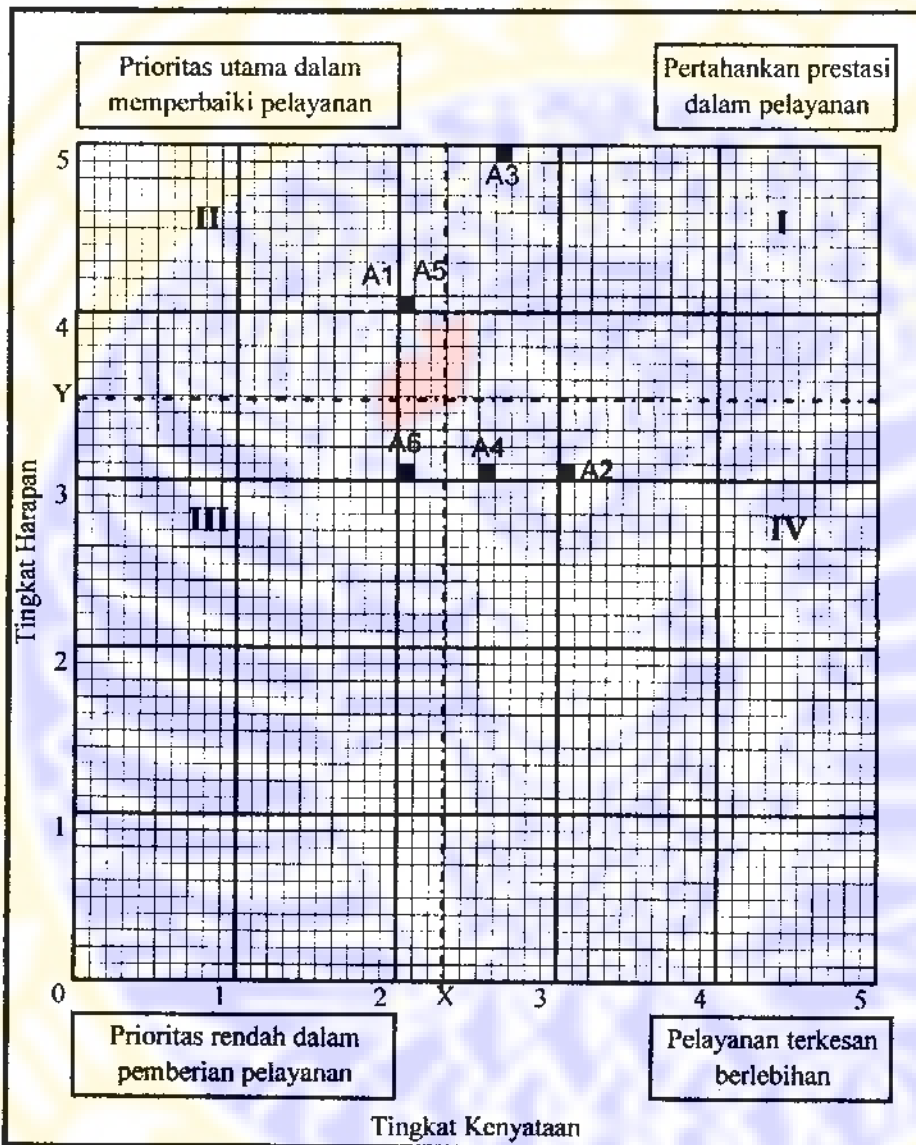 Prioritas utama dalam
memperbaiki pelayanan
Pertahankan prestasi
dalam pelayanan
5
A3
II
I
A1 A5
4
Y
A6 A4
A2
3
III
IV
Tingkat Harapan
2
1
0 1 2 X 3 4 5
Prioritas rendah dalam
pemberian pelayanan
Pelayanan terkesan
berlebihan
Tingkat Kenyataan